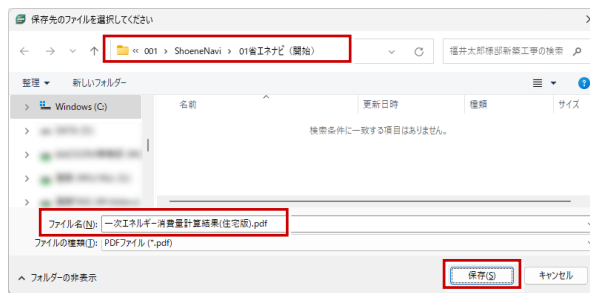 保存先のファイルを選択してください
« 001 › ShoeneNavi › 01省エネナビ（開始）
福井太郎様邸新築工事の検索
整理 新しいフォルダー
Windows (C:)
名前 更新日時 種類 サイズ
検索条件に一致する項目はありません。
ファイル名(N): 一次エネルギー消費量計算結果(住宅版).pdf
ファイルの種類(T): PDFファイル (*.pdf)
フォルダーの非表示 保存(S) キャンセル